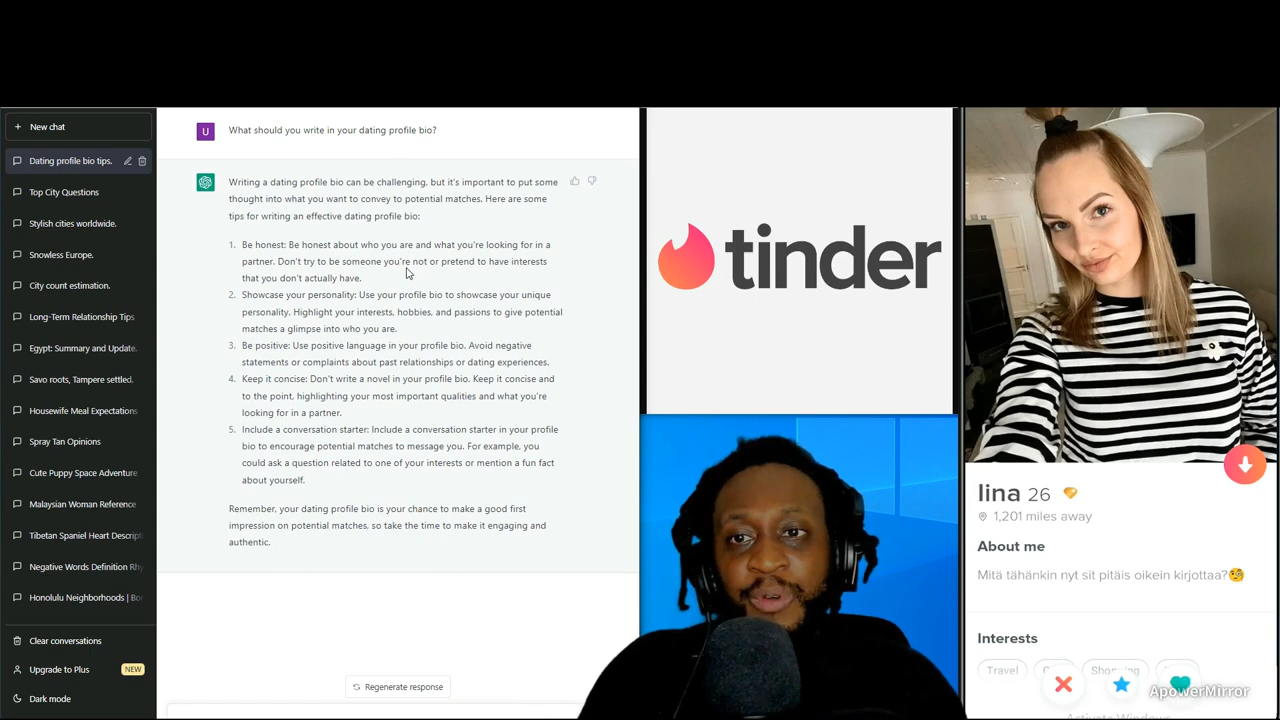 New chat
Dating profile bio tips.
Top City Questions
Stylish cities worldwide.
Snowless Europe.
City count estimation.
Long-Term Relationship Tips
Egypt: Summary and Update.
Savo roots, Tampere settled.
Housewife Meal Expectations
Spray Tan Opinions
Cute Puppy Space Adventure
Malaysian Woman Reference
Tibetan Spaniel Heart Descript
Negative Words Definition Rhy
Honolulu Neighborhoods | Bo
Clear conversations
Upgrade to Plus NEW
Dark mode
U
What should you write in your dating profile bio?
Writing a dating profile bio can be challenging, but it's important to put some
thought into what you want to convey to potential matches. Here are some
tips for writing an effective dating profile bio:
1. Be honest: Be honest about who you are and what you're looking for in a
partner. Don't try to be someone you're not or pretend to have interests
that you don't actually have.
2. Showcase your personality: Use your profile bio to showcase your unique
personality. Highlight your interests, hobbies, and passions to give potential
matches a glimpse into who you are.
3. Be positive: Use positive language in your profile bio. Avoid negative
statements or complaints about past relationships or dating experiences.
4. Keep it concise: Don't write a novel in your profile bio. Keep it concise and
to the point, highlighting your most important qualities and what you're
looking for in a partner.
5. Include a conversation starter: Include a conversation starter in your profile
bio to encourage potential matches to message you. For example, you
could ask a question related to one of your interests or mention a fun fact
about yourself.
Remember, your dating profile bio is your chance to make a good first
impression on potential matches, so take the time to make it engaging and
authentic.
Regenerate response
tinder
Iina 26
1,201 miles away
About me
Mitä tähänkin nyt sit pitäis oikein kirjottaa?🧐
Interests
Travel
ApowerMirror
Activate Windows